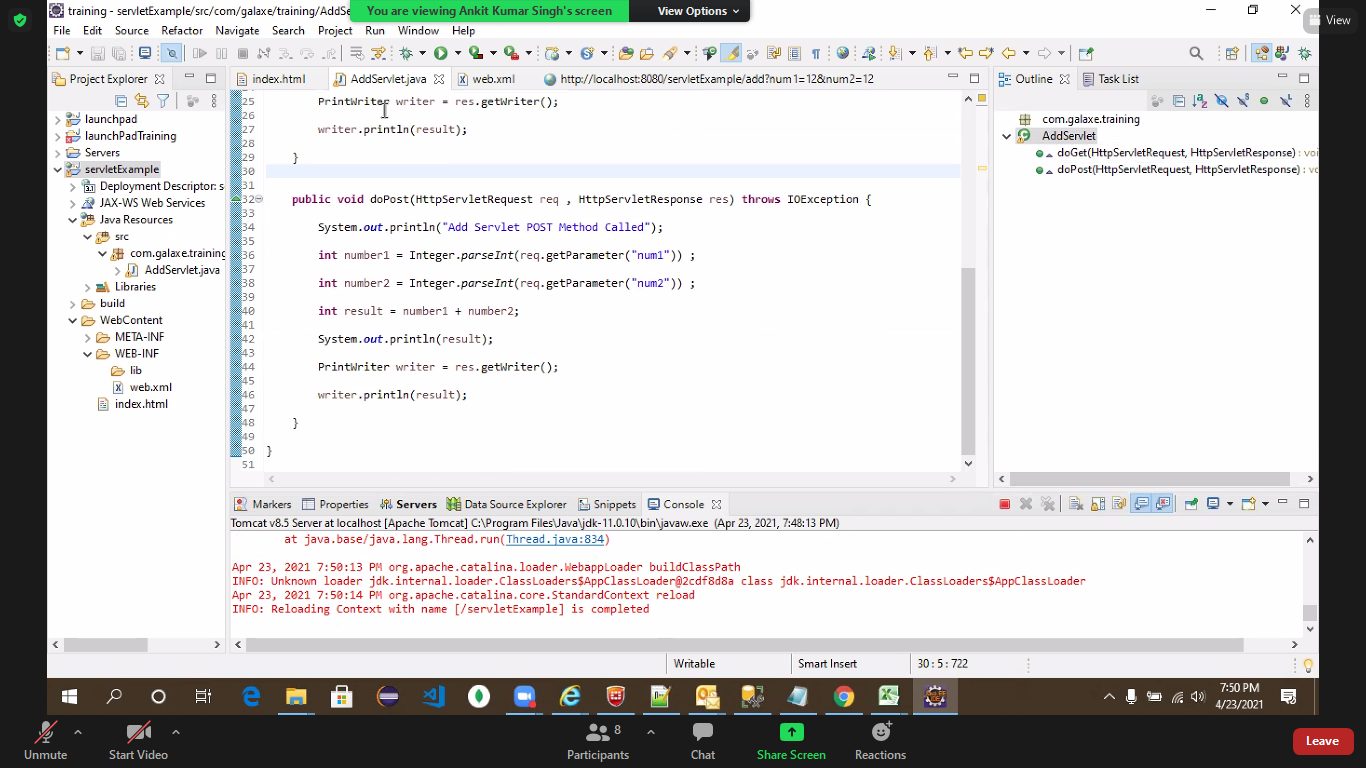 training - servletExample/src/com/galaxe/training/AddSe
You are viewing Ankit Kumar Singh's screen
View Options
View
File Edit Source Refactor Navigate Search Project Run Window Help
Project Explorer
index.html
AddServlet.java
web.xml
http://localhost:8080/servletExample/add?num1=12&num2=12
Outline
Task List
launchpad
launchPadTraining
Servers
servletExample
Deployment Descriptor: s
JAX-WS Web Services
Java Resources
src
com.galaxe.training
AddServlet.java
Libraries
build
WebContent
META-INF
WEB-INF
lib
web.xml
index.html
25 PrintWriter writer = res.getWriter();
26
27 writer.println(result);
28
29 }
30
31
32 public void doPost(HttpServletRequest req , HttpServletResponse res) throws IOException {
33
34 System.out.println("Add Servlet POST Method Called");
35
36 int number1 = Integer.parseInt(req.getParameter("num1")) ;
37
38 int number2 = Integer.parseInt(req.getParameter("num2")) ;
39
40 int result = number1 + number2;
41
42 System.out.println(result);
43
44 PrintWriter writer = res.getWriter();
45
46 writer.println(result);
47
48 }
49
50 }
51
com.galaxe.training
AddServlet
doGet(HttpServletRequest, HttpServletResponse) : voi
doPost(HttpServletRequest, HttpServletResponse) : vo
Markers
Properties
Servers
Data Source Explorer
Snippets
Console
Tomcat v8.5 Server at localhost [Apache Tomcat] C:\Program Files\Java\jdk-11.0.10\bin\javaw.exe (Apr 23, 2021, 7:48:13 PM)
at java.base/java.lang.Thread.run(Thread.java:834)
Apr 23, 2021 7:50:13 PM org.apache.catalina.loader.WebappLoader buildClassPath
INFO: Unknown loader jdk.internal.loader.ClassLoaders$AppClassLoader@2cdf8d8a class jdk.internal.loader.ClassLoaders$AppClassLoader
Apr 23, 2021 7:50:14 PM org.apache.catalina.core.StandardContext reload
INFO: Reloading Context with name [/servletExample] is completed
Writable
Smart Insert
30 : 5 : 722
7:50 PM
4/23/2021
Unmute
Start Video
Participants
8
Chat
Share Screen
Reactions
Leave